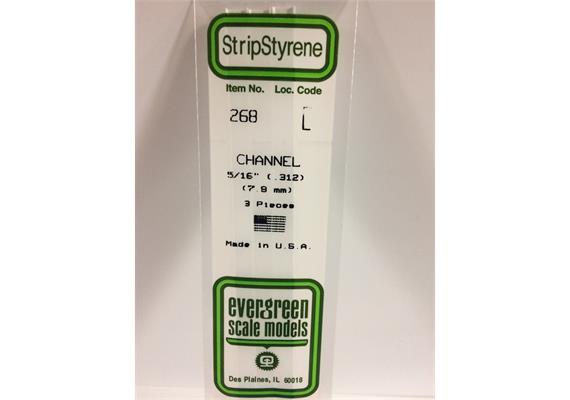 StripStyrene
Item No. Loc. Code
268 L
CHANNEL
5/16" (.312)
(7.9 mm)
3 Pieces
Made in U.S.A.
evergreen
scale models
Des Plaines, IL 60018